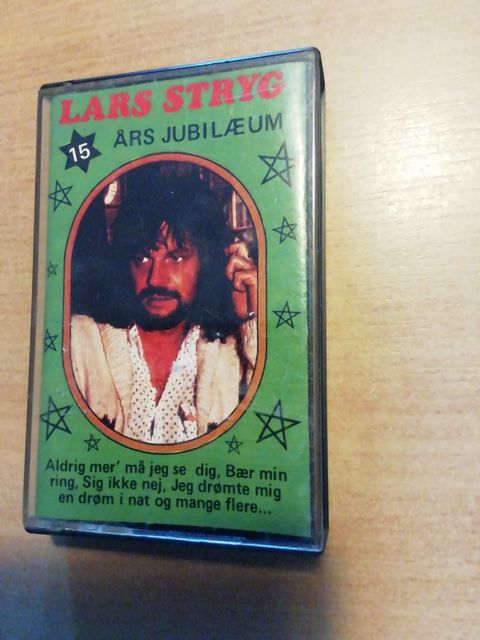 LARS STRYG
15 ÅRS JUBILÆUM
Aldrig mer' må jeg se dig, Bær min
ring, Sig ikke nej, Jeg drømte mig
en drøm i nat og mange flere...